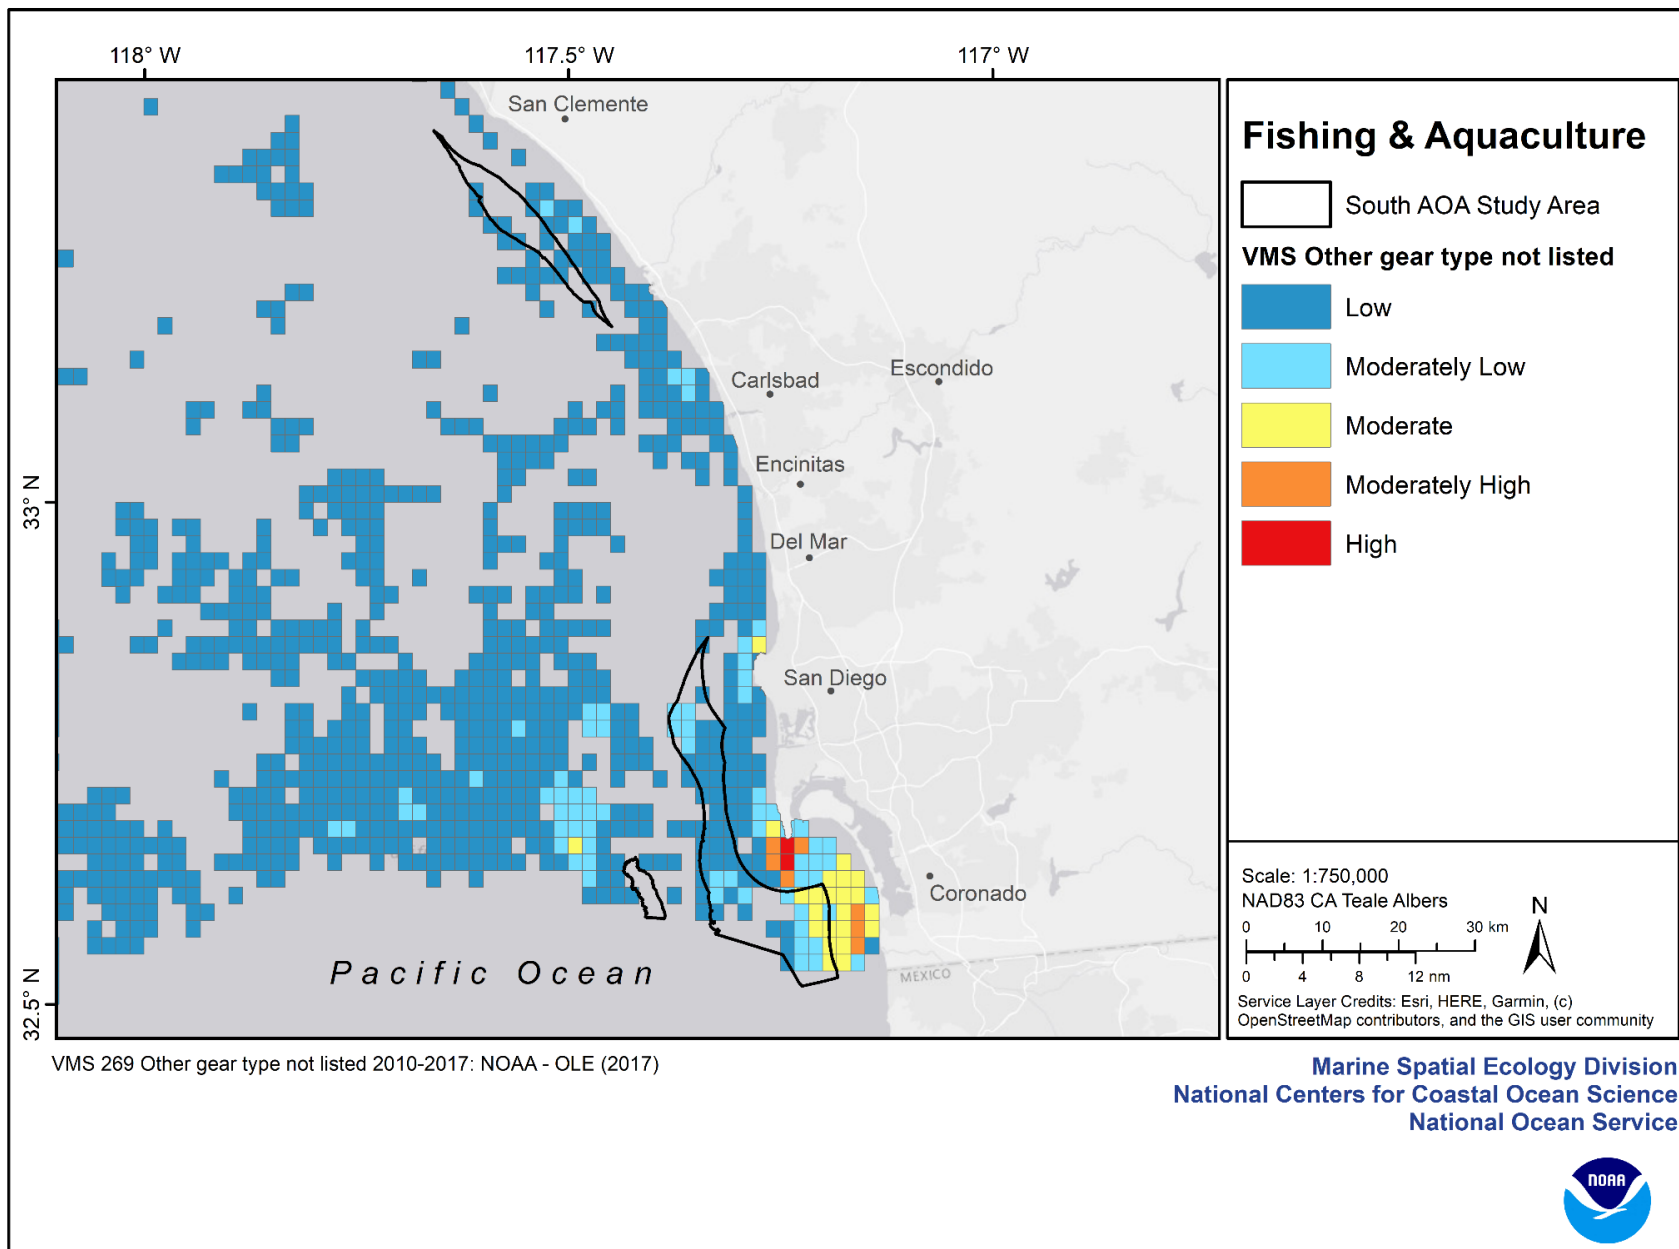 118° W
117.5° W
117° W
33° N
32.5° N
San Clemente
Carlsbad
Escondido
Encinitas
Del Mar
San Diego
Coronado
MEXICO
Pacific Ocean
Fishing & Aquaculture
South AOA Study Area
VMS Other gear type not listed
Low
Moderately Low
Moderate
Moderately High
High
Scale: 1:750,000
NAD83 CA Teale Albers
0 10 20 30 km
0 4 8 12 nm
N
Service Layer Credits: Esri, HERE, Garmin, (c)
OpenStreetMap contributors, and the GIS user community
VMS 269 Other gear type not listed 2010-2017: NOAA - OLE (2017)
Marine Spatial Ecology Division
National Centers for Coastal Ocean Science
National Ocean Service
NOAA